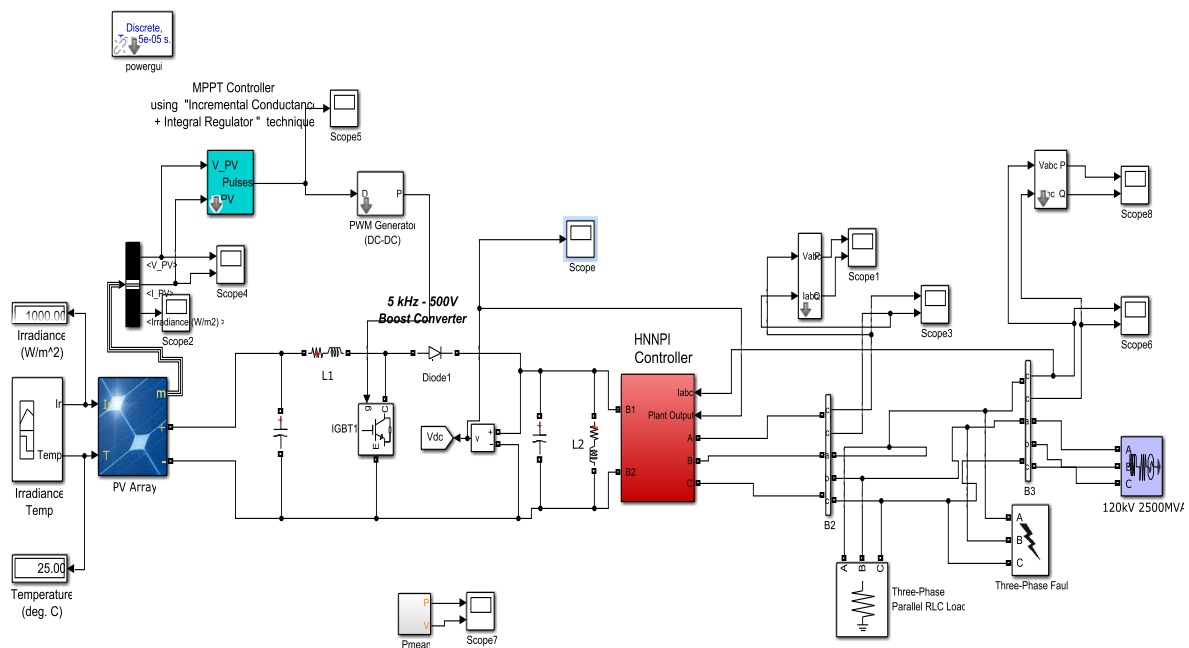 Discrete,
5e-05 s.
powergui
MPPT Controller
using "Incremental Conductanc
+ Integral Regulator " technique
Scope5
V_PV
Pulses
PV
D
P
PWM Generator
(DC-DC)
<V_PV>
<I_PV>
<Irradiance (W/m2) >
Scope4
Scope2
Scope
5 kHz - 500V
Boost Converter
Vabc P
Q
Scope8
Vabc
P
Iabc
Q
Scope1
Scope3
Scope6
1000.00
Irradiance
(W/m^2)
Ir
Temp
Irradiance
Temp
Ir
T
m
+
-
PV Array
25.00
Temperature
(deg. C)
L1
g
C
E
IGBT1
Diode1
Vdc
+
v
-
L2
HNNPI
Controller
Iabc
Plant Output
B1
B2
A
B
C
c
c
a
b
c
B2
c
c
a
b
c
B3
A
B
C
120kV 2500MVA
A
B
C
Three-Phase Faul
A
B
C
Three-Phase
Parallel RLC Load
P
V
Pmean
Scope7